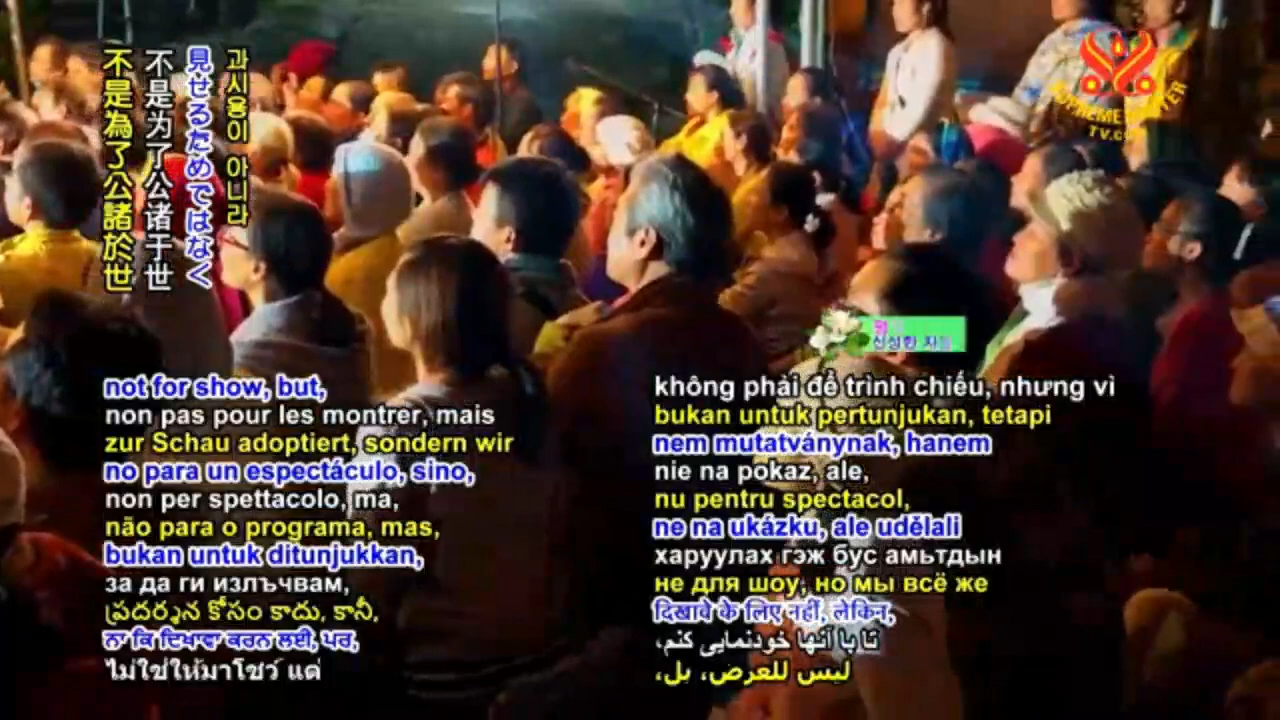 과시용이 아니라
見せるためではなく
不是为了公诸于世
不是為了公諸於世
SUPREME MASTER
TV.COM
신성한 자들
not for show, but,
non pas pour les montrer, mais
zur Schau adoptiert, sondern wir
no para un espectáculo, sino,
non per spettacolo, ma,
não para o programa, mas,
bukan untuk ditunjukkan,
за да ги излъчвам,
ప్రదర్శన కోసం కాదు, కానీ,
ਨਾ ਕਿ ਦਿਖਾਵਾ ਕਰਨ ਲਈ, ਪਰ,
ไม่ใช่ให้มาโชว์ แต่
không phải để trình chiếu, nhưng vì
bukan untuk pertunjukan, tetapi
nem mutatványnak, hanem
nie na pokaz, ale,
nu pentru spectacol,
ne na ukázku, ale udělali
харуулах гэж бус амьтдын
не для шоу, но мы всё же
दिखावे के लिए नहीं, लेकिन,
تا با آنها خودنمایی کنم،
ليس للعرض، بل،